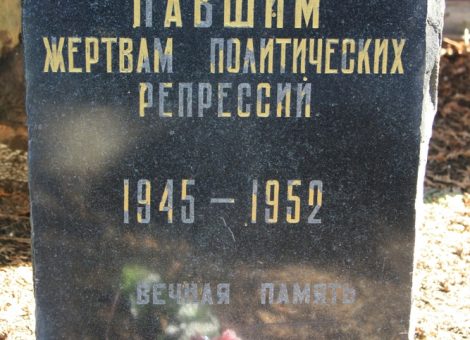 ПАВШИМ
ЖЕРТВАМ ПОЛИТИЧЕСКИХ
РЕПРЕССИЙ
1945 – 1952
ВЕЧНАЯ ПАМЯТЬ